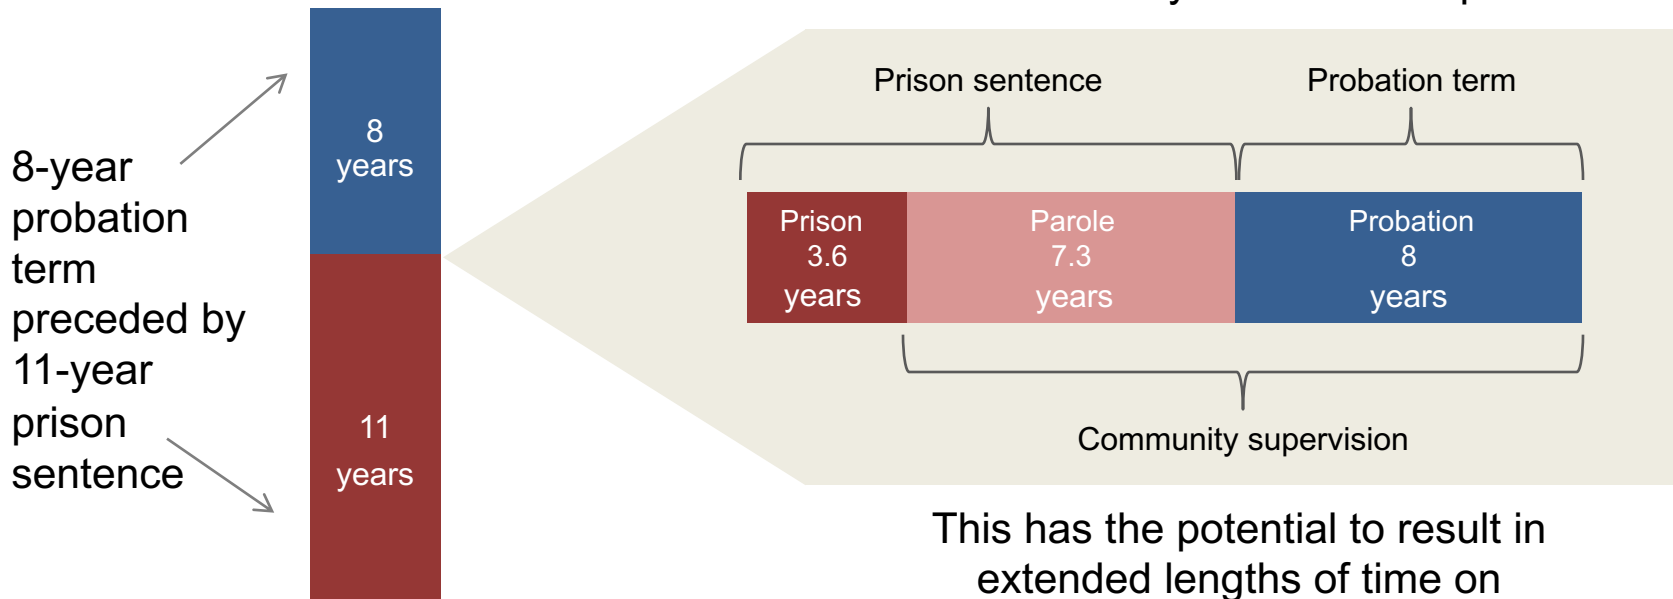 8-year
probation
term
preceded by
11-year
prison
sentence
8
years
11
years
Prison sentence
Probation term
Prison
3.6
years
Parole
7.3
years
Probation
8
years
Community supervision
This has the potential to result in
extended lengths of time on